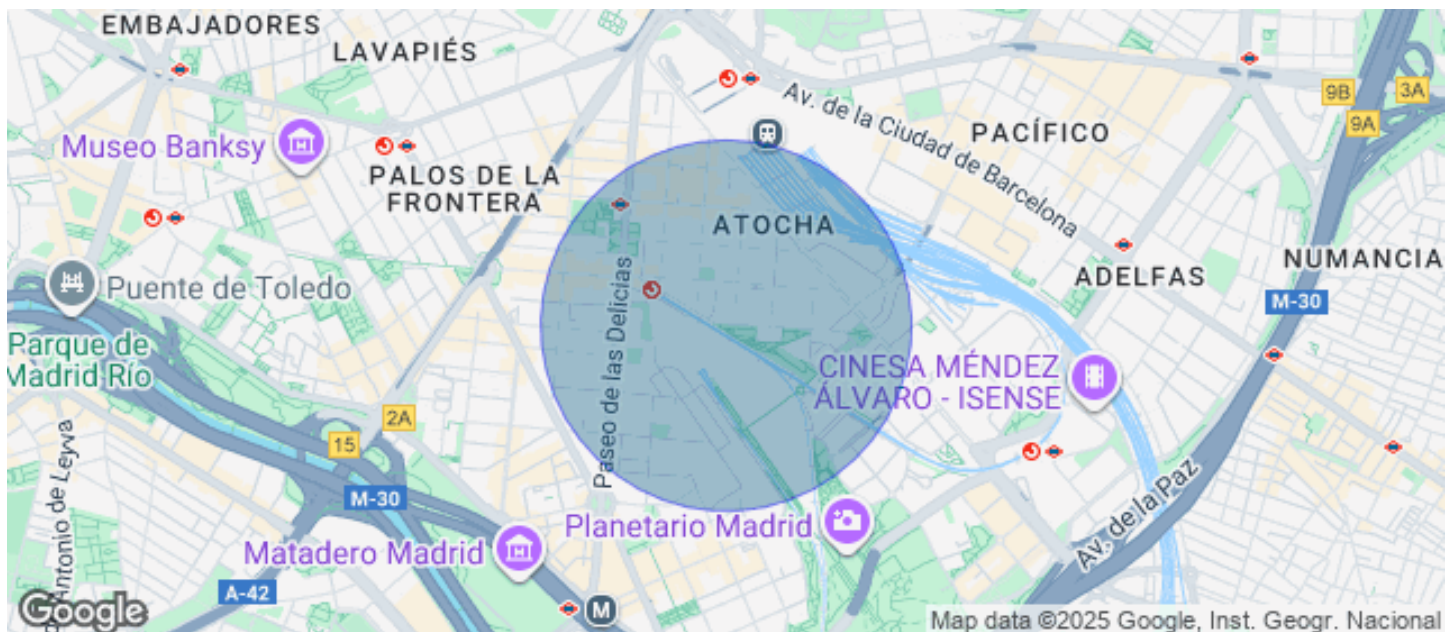 EMBAJADORES
LAVAPIÉS
Museo Banksy
PALOS DE LA
FRONTERA
Av. de la Ciudad de Barcelona
PACÍFICO
9B
3A
9A
ATOCHA
ADELFAS
NUMANCIA
M-30
Puente de Toledo
Parque de
Madrid Río
Paseo de las Delicias
CINESA MÉNDEZ
ÁLVARO - ISENSE
2A
15
Antonio de Leyva
M-30
Planetario Madrid
Av. de la Paz
Matadero Madrid
A-42
M
Google
Map data ©2025 Google, Inst. Geogr. Nacional